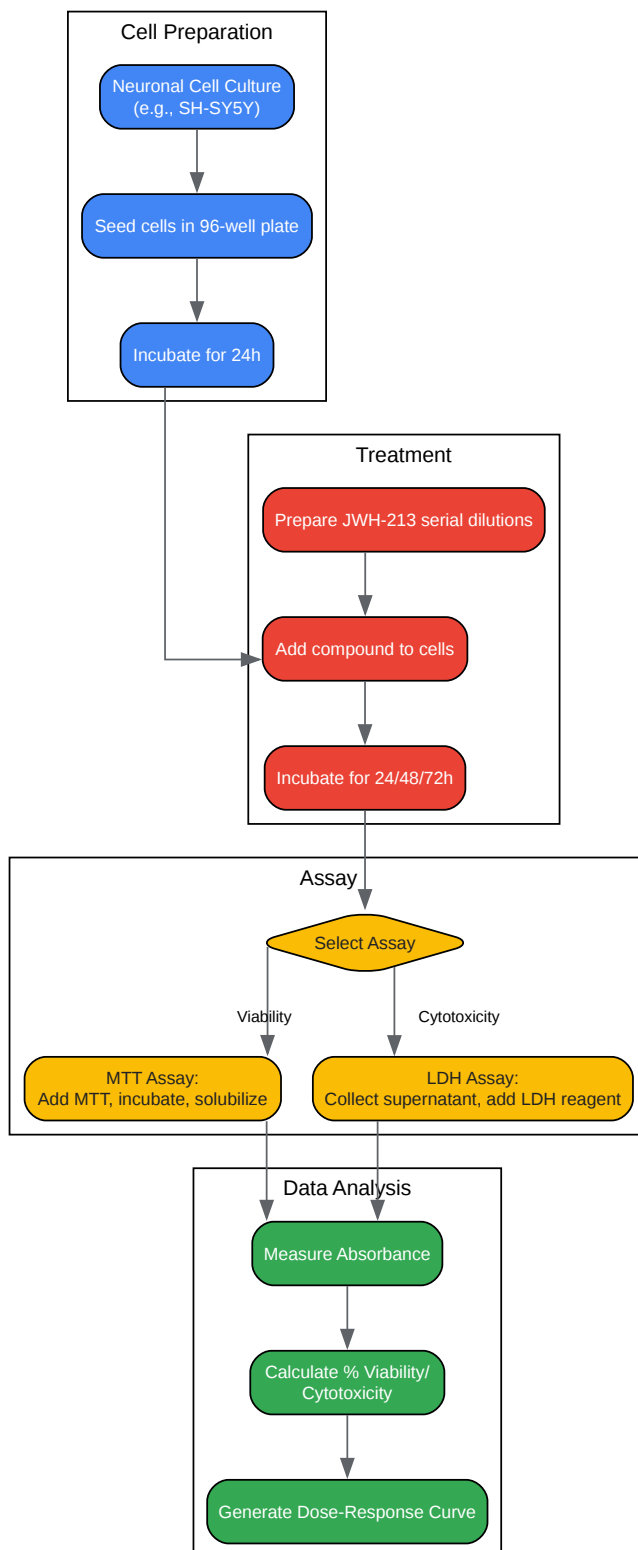 Cell Preparation
Neuronal Cell Culture
(e.g., SH-SY5Y)
Seed cells in 96-well plate
Incubate for 24h
Treatment
Prepare JWH-213 serial dilutions
Add compound to cells
Incubate for 24/48/72h
Assay
Select Assay
Viability
Cytotoxicity
MTT Assay:
Add MTT, incubate, solubilize
LDH Assay:
Collect supernatant, add LDH reagent
Data Analysis
Measure Absorbance
Calculate % Viability/
Cytotoxicity
Generate Dose-Response Curve